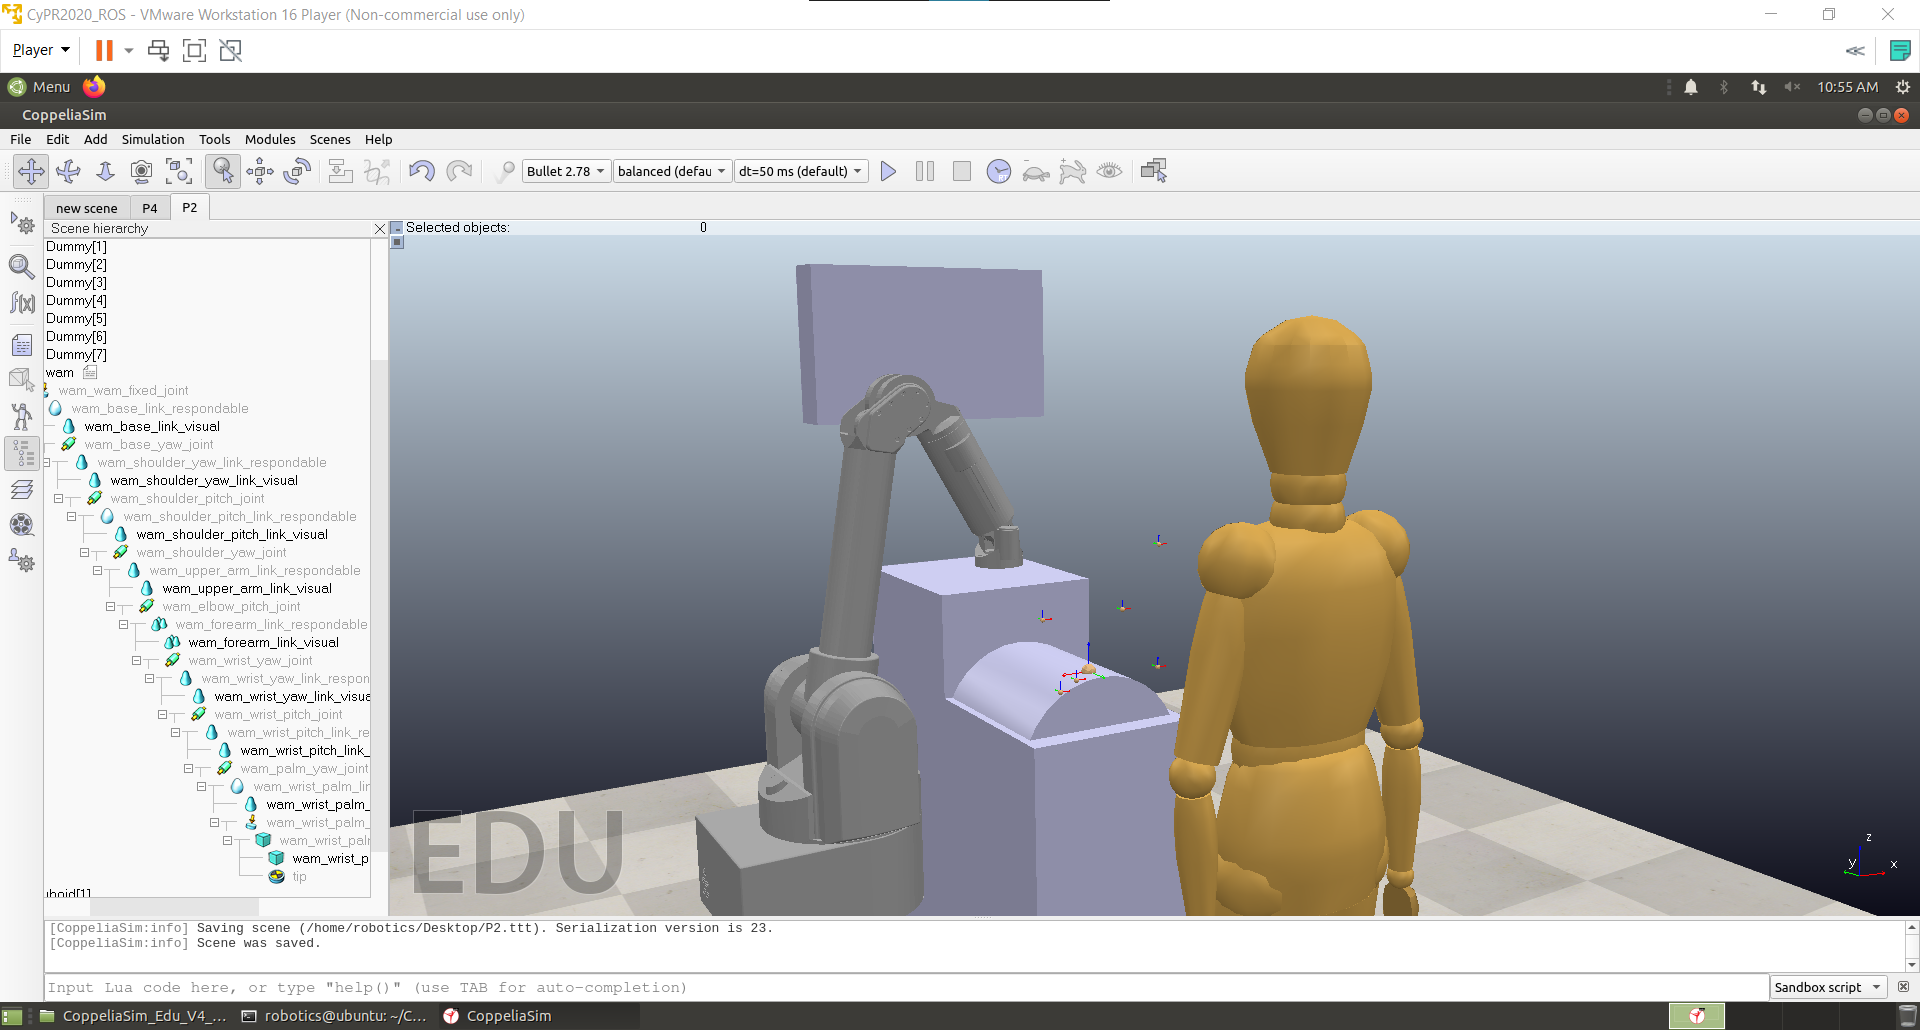 CyPR2020_ROS - VMware Workstation 16 Player (Non-commercial use only)
Player
Menu
10:55 AM
CoppeliaSim
File Edit Add Simulation Tools Modules Scenes Help
Bullet 2.78 balanced (defau dt=50 ms (default)
new scene P4 P2
Scene hierarchy
Selected objects: 0
Dummy[1]
Dummy[2]
Dummy[3]
Dummy[4]
Dummy[5]
Dummy[6]
Dummy[7]
wam
wam_wam_fixed_joint
wam_base_link_respondable
wam_base_link_visual
wam_base_yaw_joint
wam_shoulder_yaw_link_respondable
wam_shoulder_yaw_link_visual
wam_shoulder_pitch_joint
wam_shoulder_pitch_link_respondable
wam_shoulder_pitch_link_visual
wam_shoulder_yaw_joint
wam_upper_arm_link_respondable
wam_upper_arm_link_visual
wam_elbow_pitch_joint
wam_forearm_link_respondable
wam_forearm_link_visual
wam_wrist_yaw_joint
wam_wrist_yaw_link_respon
wam_wrist_yaw_link_visua
wam_wrist_pitch_joint
wam_wrist_pitch_link_re
wam_wrist_pitch_link_
wam_palm_yaw_joint
wam_wrist_palm_lin
wam_wrist_palm_
wam_wrist_palm_
wam_wrist_pal
wam_wrist_p
tip
EDU
z
y
x
[CoppeliaSim:info] Saving scene (/home/robotics/Desktop/P2.ttt). Serialization version is 23.
[CoppeliaSim:info] Scene was saved.
Input Lua code here, or type "help()" (use TAB for auto-completion)
Sandbox script
CoppeliaSim_Edu_V4_... robotics@ubuntu: ~/C... CoppeliaSim